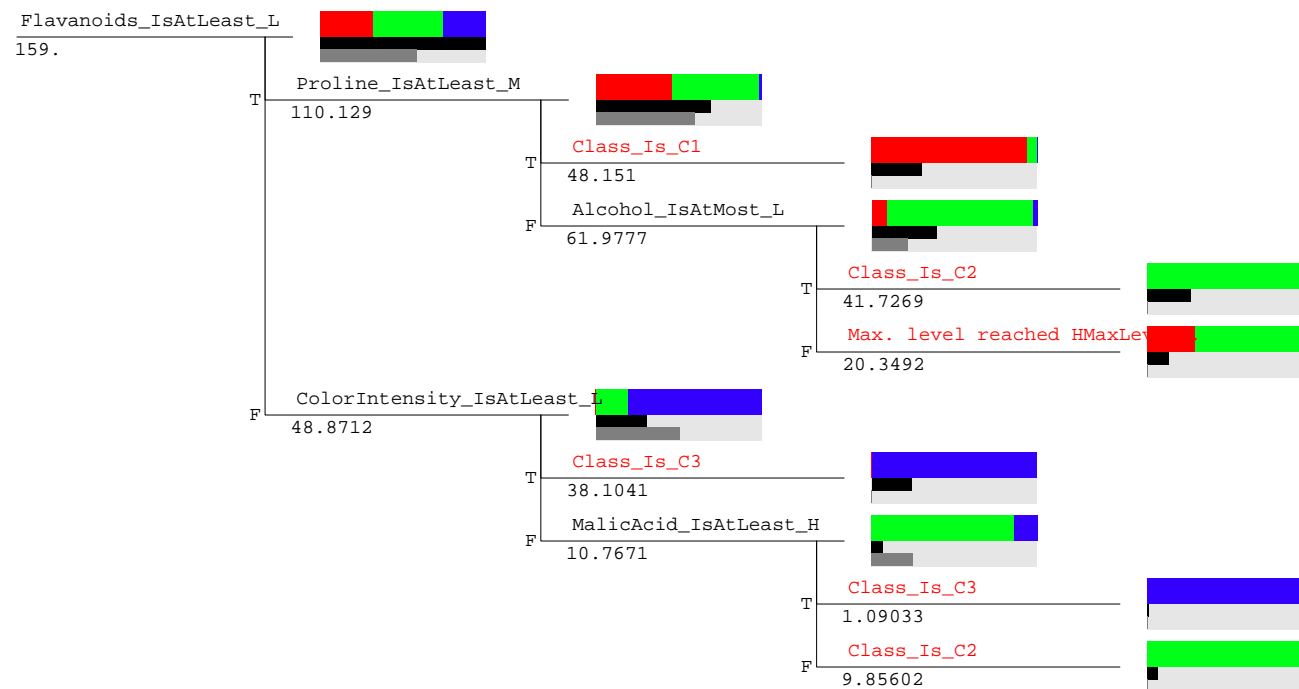 Flavanoids_IsAtLeast_L
159.
T
Proline_IsAtLeast_M
110.129
T
Class_Is_C1
48.151
F
Alcohol_IsAtMost_L
61.9777
T
Class_Is_C2
41.7269
F
Max. level reached HMaxLev
20.3492
F
ColorIntensity_IsAtLeast_L
48.8712
T
Class_Is_C3
38.1041
F
MalicAcid_IsAtLeast_H
10.7671
T
Class_Is_C3
1.09033
F
Class_Is_C2
9.85602